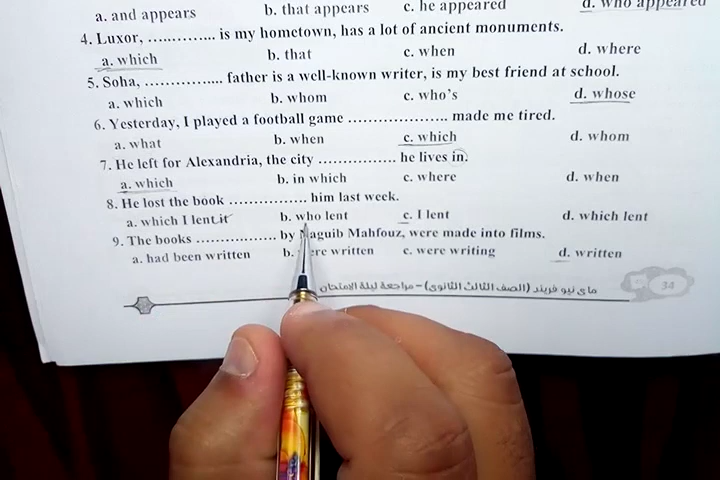 a. and appears b. that appears c. he appeared d. who appeared
4. Luxor, .............. is my hometown, has a lot of ancient monuments.
a. which b. that c. when d. where
5. Soha, ................ father is a well-known writer, is my best friend at school.
a. which b. whom c. who's d. whose
6. Yesterday, I played a football game .................... made me tired.
a. what b. when c. which d. whom
7. He left for Alexandria, the city ................ he lives in.
a. which b. in which c. where d. when
8. He lost the book ................ him last week.
a. which I lent it b. who lent c. I lent d. which lent
9. The books ................. by Naguib Mahfouz, were made into films.
a. had been written b. were written c. were writing d. written
ماى نيو فريند (الصف الثالث الثانوى) – مراجعة ليلة الامتحان
34